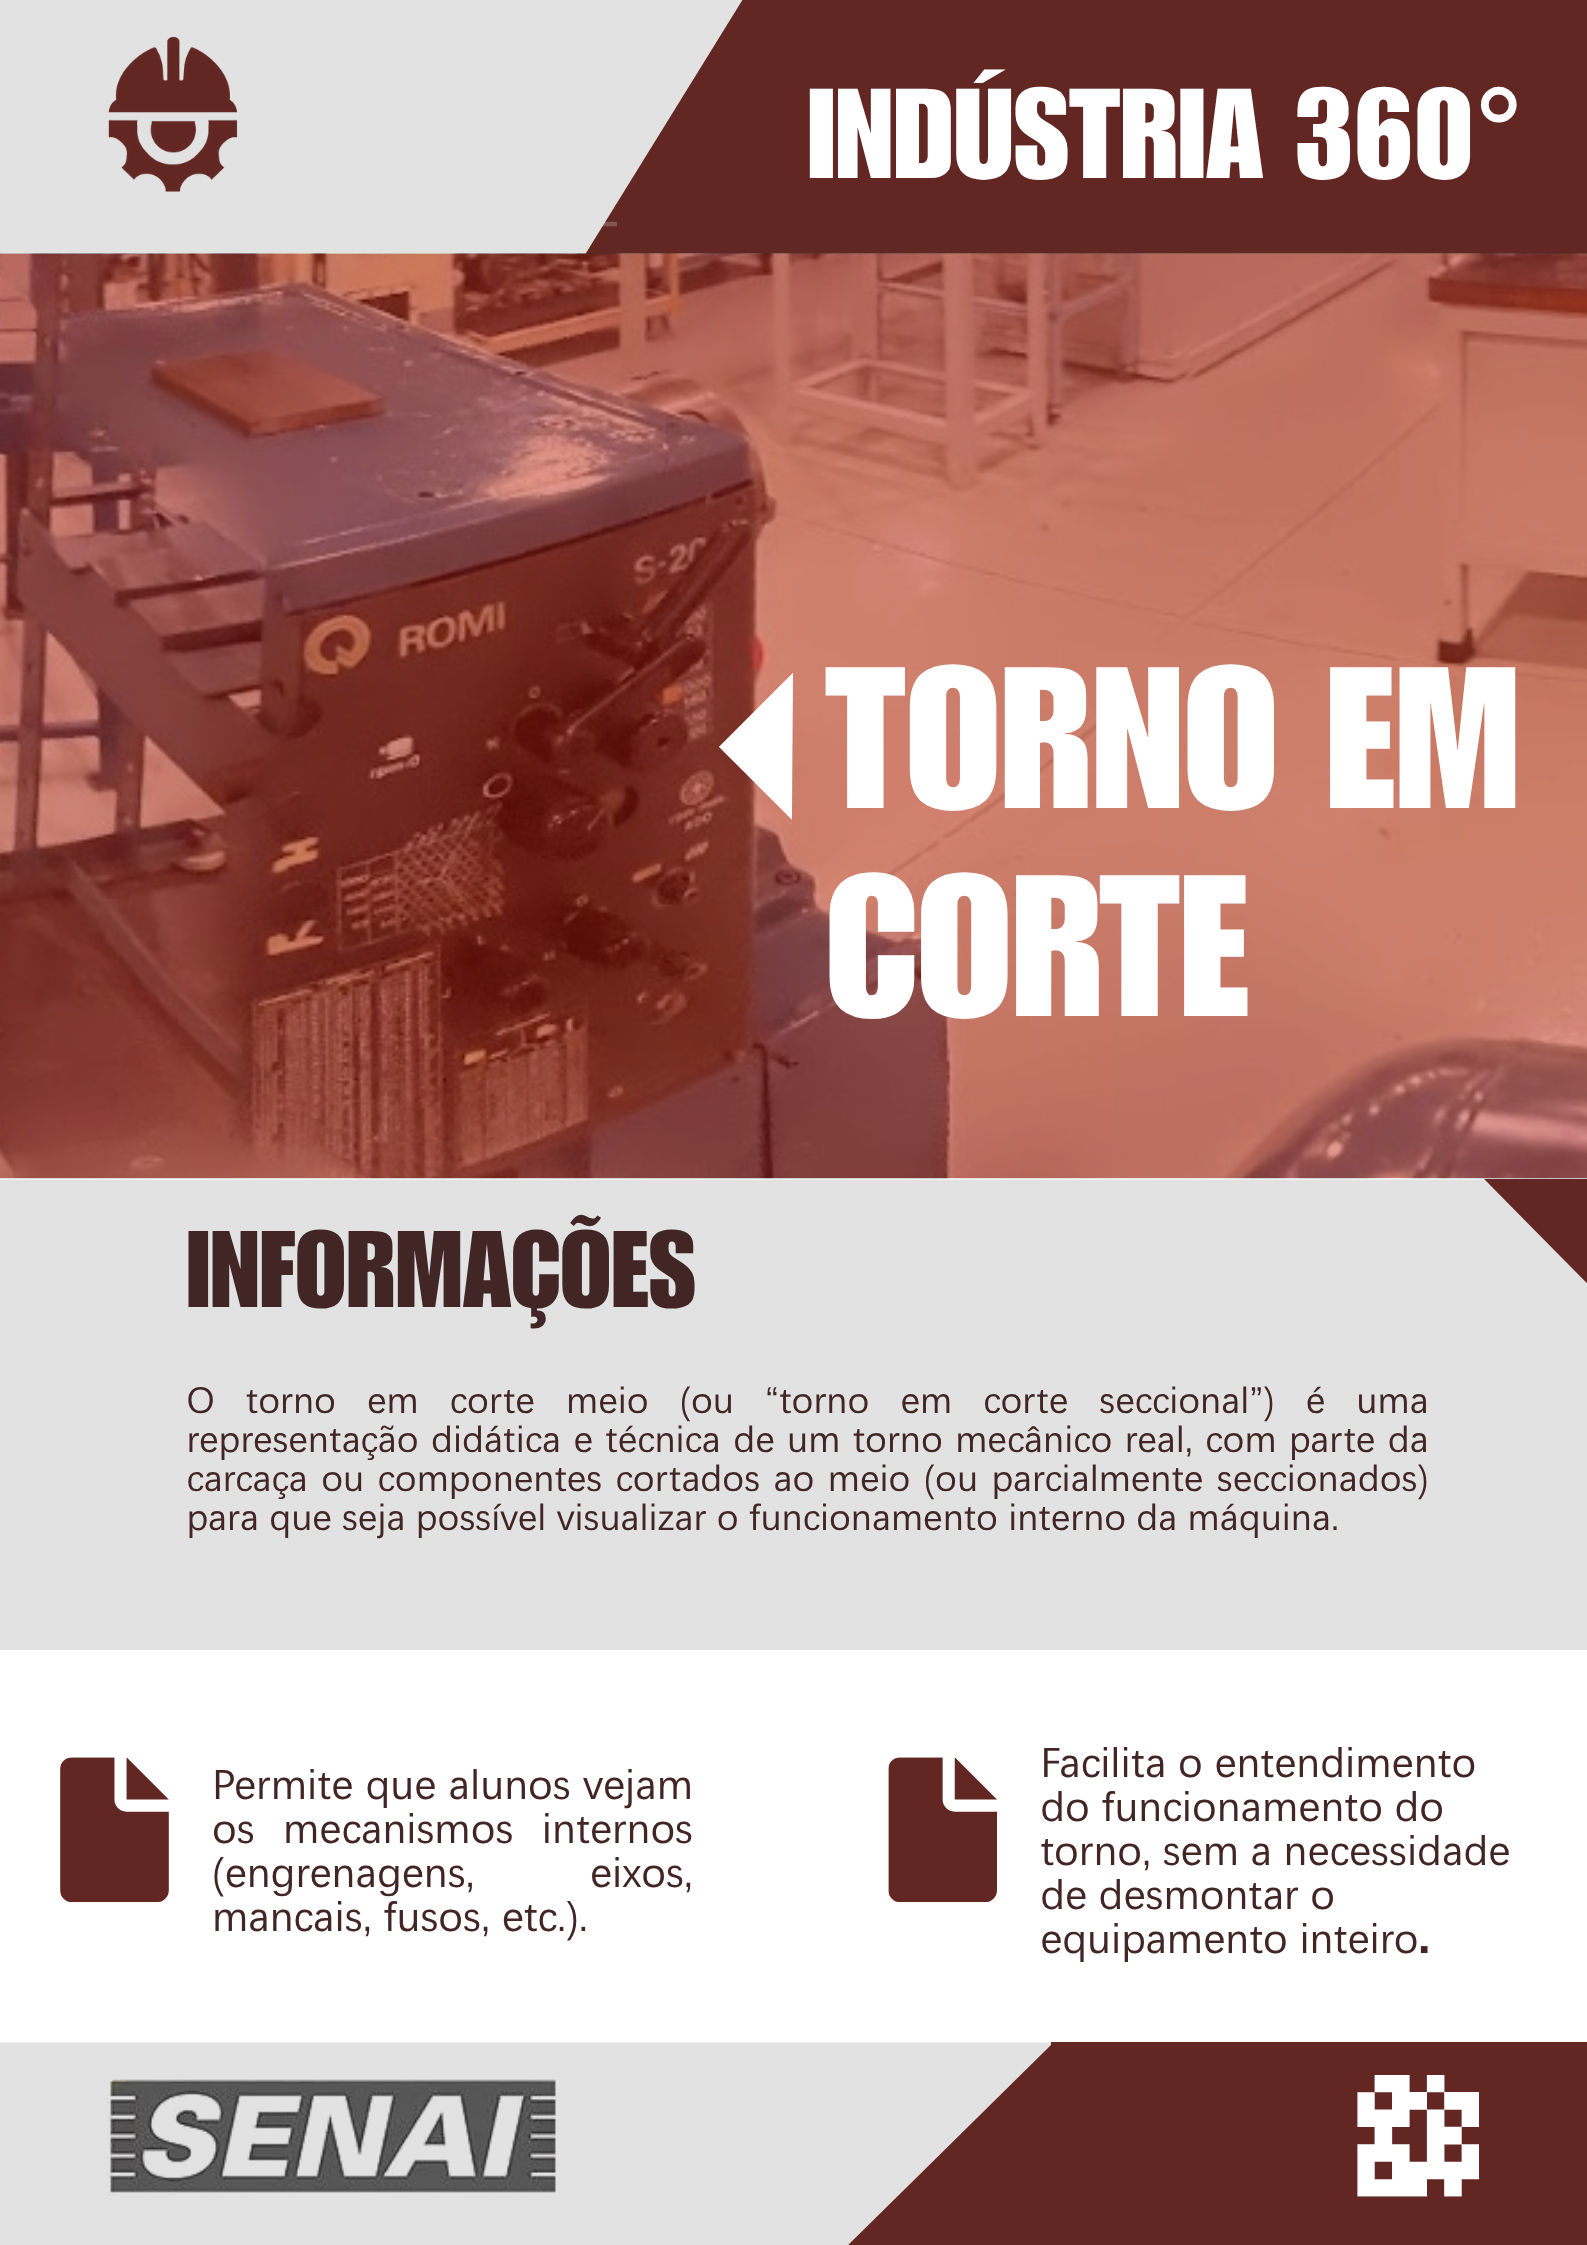 INDÚSTRIA 360°
S-20
ROMI
TORNO EM
CORTE
INFORMAÇÕES
O torno em corte meio (ou “torno em corte seccional”) é uma
representação didática e técnica de um torno mecânico real, com parte da
carcaça ou componentes cortados ao meio (ou parcialmente seccionados)
para que seja possível visualizar o funcionamento interno da máquina.
Permite que alunos vejam
os mecanismos internos
(engrenagens, eixos,
mancais, fusos, etc.).
Facilita o entendimento
do funcionamento do
torno, sem a necessidade
de desmontar o
equipamento inteiro.
SENAI